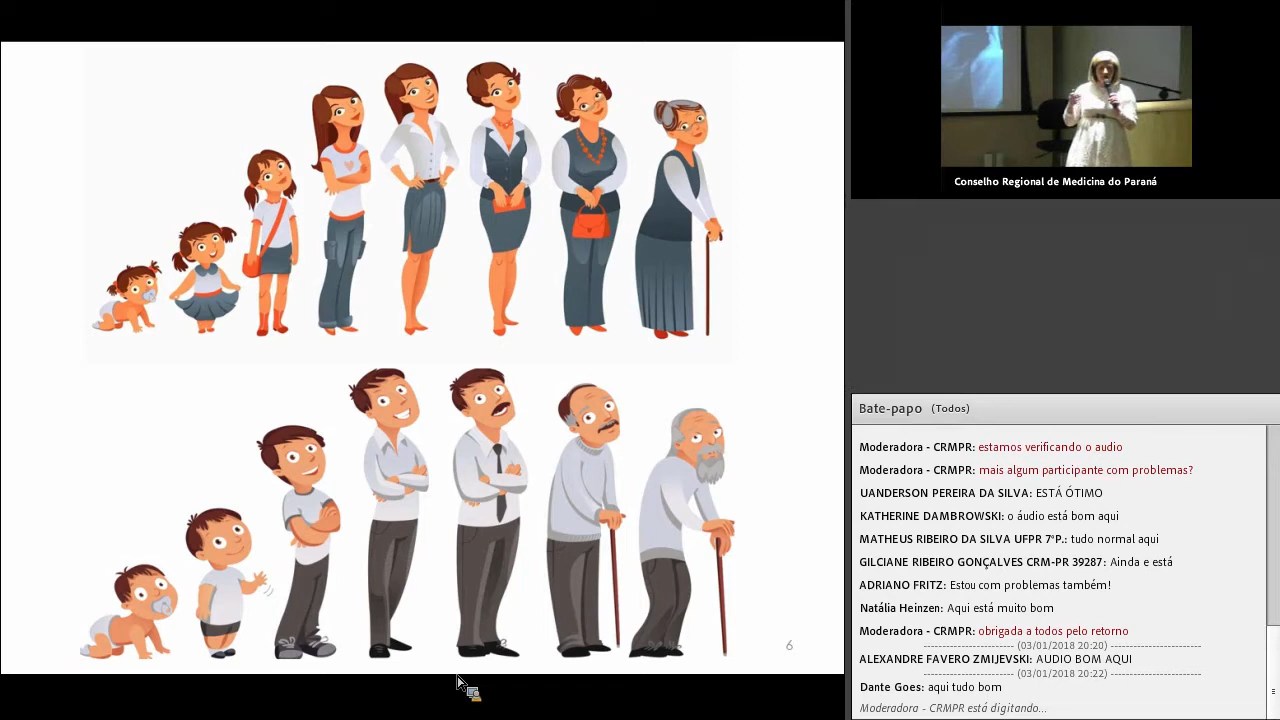 6
Conselho Regional de Medicina do Paraná
Bate-papo (Todos)
Moderadora - CRMPR: estamos verificando o audio
Moderadora - CRMPR: mais algum participante com problemas?
UANDERSON PEREIRA DA SILVA: ESTÁ ÓTIMO
KATHERINE DAMBROWSKI: o áudio está bom aqui
MATHEUS RIBEIRO DA SILVA UFPR 7ºP.: tudo normal aqui
GILCIANE RIBEIRO GONÇALVES CRM-PR 39287: Ainda e está
ADRIANO FRITZ: Estou com problemas também!
Natália Heinzen: Aqui está muito bom
Moderadora - CRMPR: obrigada a todos pelo retorno
------------------------ (03/01/2018 20:20) ------------------------
ALEXANDRE FAVERO ZMIJEVSKI: AUDIO BOM AQUI
------------------------ (03/01/2018 20:22) ------------------------
Dante Goes: aqui tudo bom
Moderadora - CRMPR está digitando...